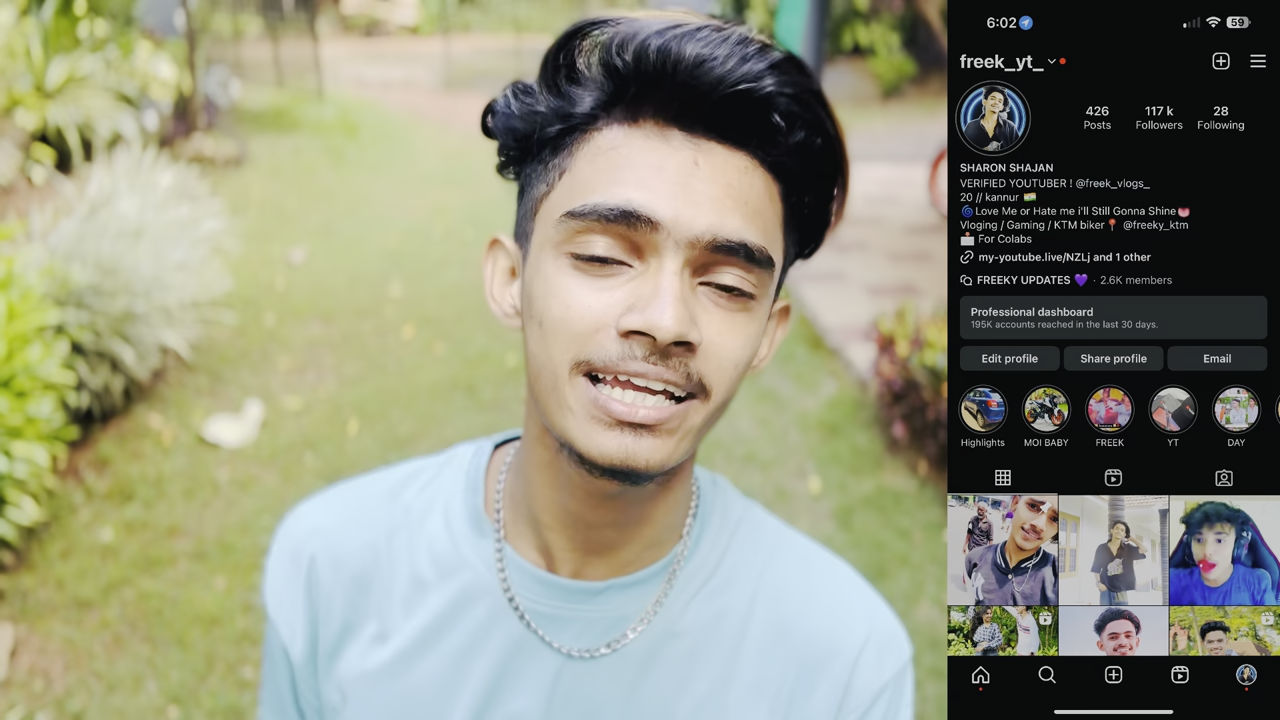 6:02
59
freek_yt_
426
Posts
117 k
Followers
28
Following
SHARON SHAJAN
VERIFIED YOUTUBER ! @freek_vlogs_
20 // kannur 🇮🇳
🌀Love Me or Hate me i'll Still Gonna Shine👅
Vloging / Gaming / KTM biker📍 @freeky_ktm
📩 For Colabs
my-youtube.live/NZLj and 1 other
FREEKY UPDATES 💜 · 2.6K members
Professional dashboard
195K accounts reached in the last 30 days.
Edit profile
Share profile
Email
Highlights
MOI BABY
FREEK
YT
DAY